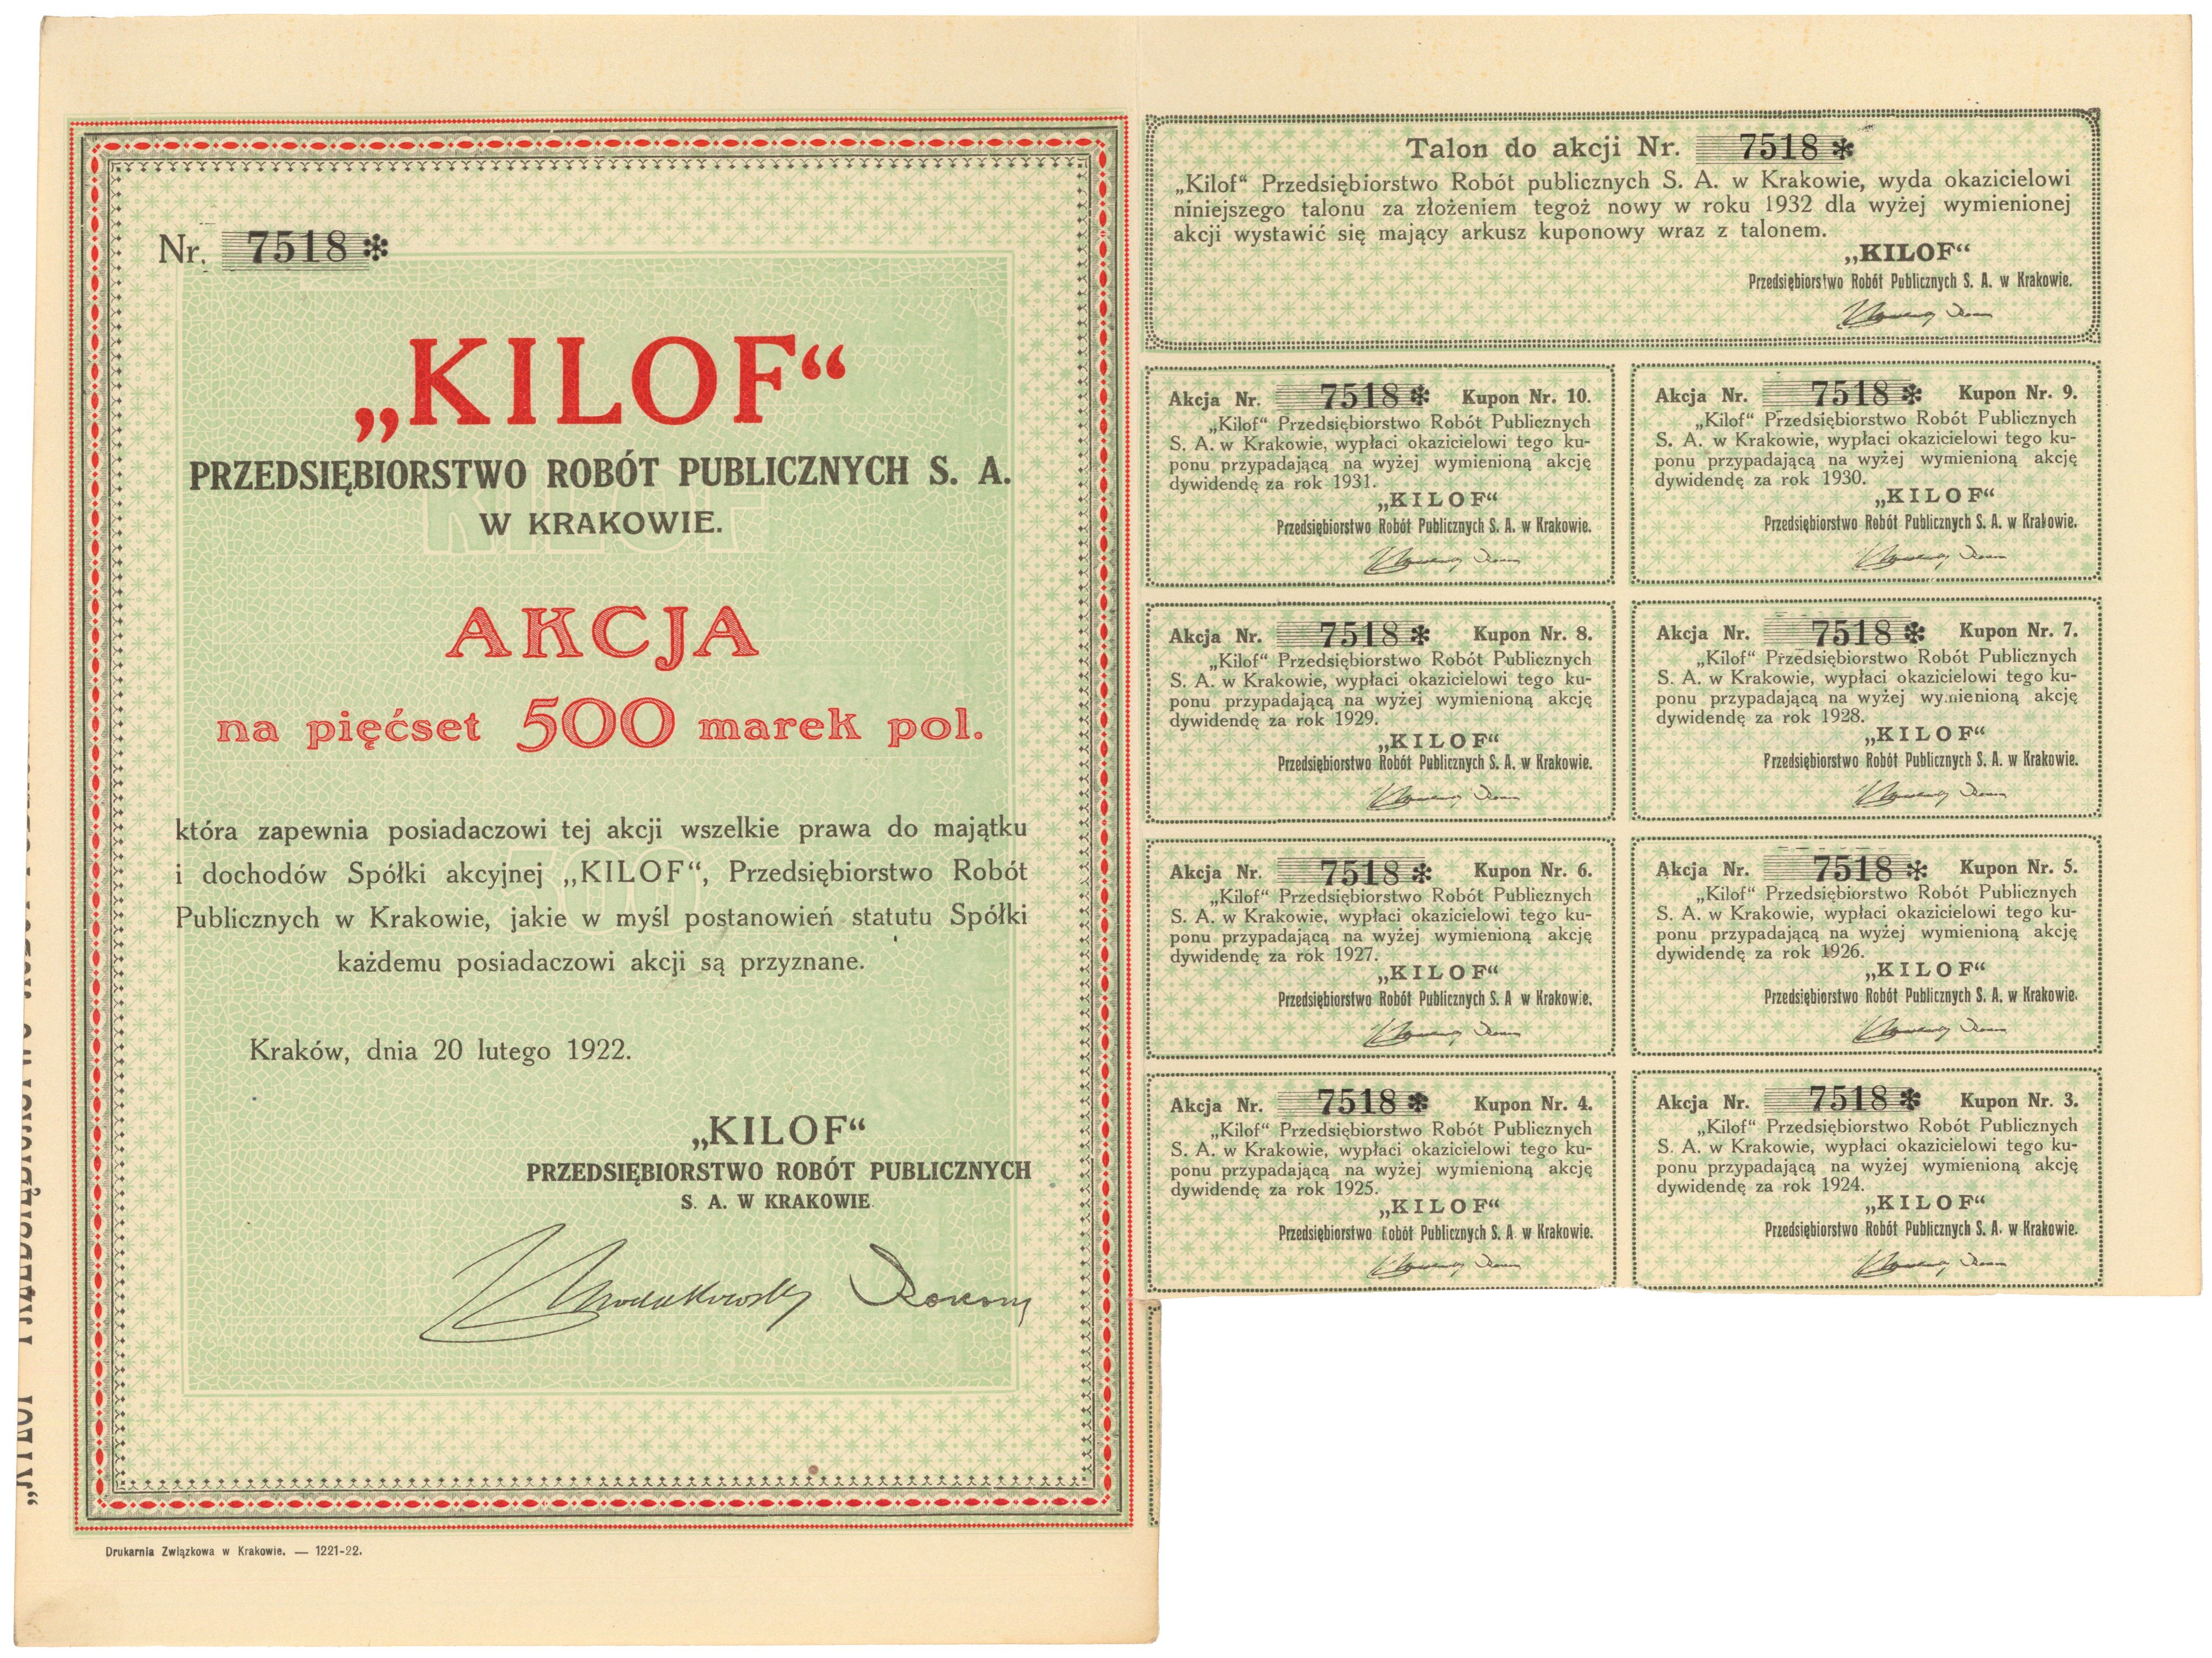 Nr. 7518 *
„KILOF“
PRZEDSIĘBIORSTWO ROBÓT PUBLICZNYCH S. A.
W KRAKOWIE.
AKCJA
na pięćset 500 marek pol.
która zapewnia posiadaczowi tej akcji wszelkie prawa do majątku
i dochodów Spółki akcyjnej „KILOF“, Przedsiębiorstwo Robót
Publicznych w Krakowie, jakie w myśl postanowień statutu Spółki
każdemu posiadaczowi akcji są przyznane.
Kraków, dnia 20 lutego 1922.
„KILOF“
PRZEDSIĘBIORSTWO ROBÓT PUBLICZNYCH
S. A. W KRAKOWIE
Drukarnia Związkowa w Krakowie. — 1221-22.
Talon do akcji Nr. 7518 *
„Kilof“ Przedsiębiorstwo Robót publicznych S. A. w Krakowie, wyda okazicielowi
niniejszego talonu za złożeniem tegoż nowy w roku 1932 dla wyżej wymienionej
akcji wystawić się mający arkusz kuponowy wraz z talonem.
„KILOF“
Przedsiębiorstwo Robót Publicznych S. A. w Krakowie.
Akcja Nr. 7518 * Kupon Nr. 10.
„Kilof“ Przedsiębiorstwo Robót Publicznych
S. A. w Krakowie, wypłaci okazicielowi tego ku-
ponu przypadającą na wyżej wymienioną akcję
dywidendę za rok 1931.
„KILOF“
Przedsiębiorstwo Robót Publicznych S. A. w Krakowie.
Akcja Nr. 7518 * Kupon Nr. 9.
„Kilof“ Przedsiębiorstwo Robót Publicznych
S. A. w Krakowie, wypłaci okazicielowi tego ku-
ponu przypadającą na wyżej wymienioną akcję
dywidendę za rok 1930.
„KILOF“
Przedsiębiorstwo Robót Publicznych S. A. w Krakowie.
Akcja Nr. 7518 * Kupon Nr. 8.
„Kilof“ Przedsiębiorstwo Robót Publicznych
S. A. w Krakowie, wypłaci okazicielowi tego ku-
ponu przypadającą na wyżej wymienioną akcję
dywidendę za rok 1929.
„KILOF“
Przedsiębiorstwo Robót Publicznych S. A. w Krakowie.
Akcja Nr. 7518 * Kupon Nr. 7.
„Kilof“ Przedsiębiorstwo Robót Publicznych
S. A. w Krakowie, wypłaci okazicielowi tego ku-
ponu przypadającą na wyżej wymienioną akcję
dywidendę za rok 1928.
„KILOF“
Przedsiębiorstwo Robót Publicznych S. A. w Krakowie.
Akcja Nr. 7518 * Kupon Nr. 6.
„Kilof“ Przedsiębiorstwo Robót Publicznych
S. A. w Krakowie, wypłaci okazicielowi tego ku-
ponu przypadającą na wyżej wymienioną akcję
dywidendę za rok 1927.
„KILOF“
Przedsiębiorstwo Robót Publicznych S. A w Krakowie.
Akcja Nr. 7518 * Kupon Nr. 5.
„Kilof“ Przedsiębiorstwo Robót Publicznych
S. A. w Krakowie, wypłaci okazicielowi tego ku-
ponu przypadającą na wyżej wymienioną akcję
dywidendę za rok 1926.
„KILOF“
Przedsiębiorstwo Robót Publicznych S. A. w Krakowie.
Akcja Nr. 7518 * Kupon Nr. 4.
„Kilof“ Przedsiębiorstwo Robót Publicznych
S. A. w Krakowie, wypłaci okazicielowi tego ku-
ponu przypadającą na wyżej wymienioną akcję
dywidendę za rok 1925.
„KILOF“
Przedsiębiorstwo Robót Publicznych S. A. w Krakowie.
Akcja Nr. 7518 * Kupon Nr. 3.
„Kilof“ Przedsiębiorstwo Robót Publicznych
S. A. w Krakowie, wypłaci okazicielowi tego ku-
ponu przypadającą na wyżej wymienioną akcję
dywidendę za rok 1924.
„KILOF“
Przedsiębiorstwo Robót Publicznych S. A. w Krakowie.